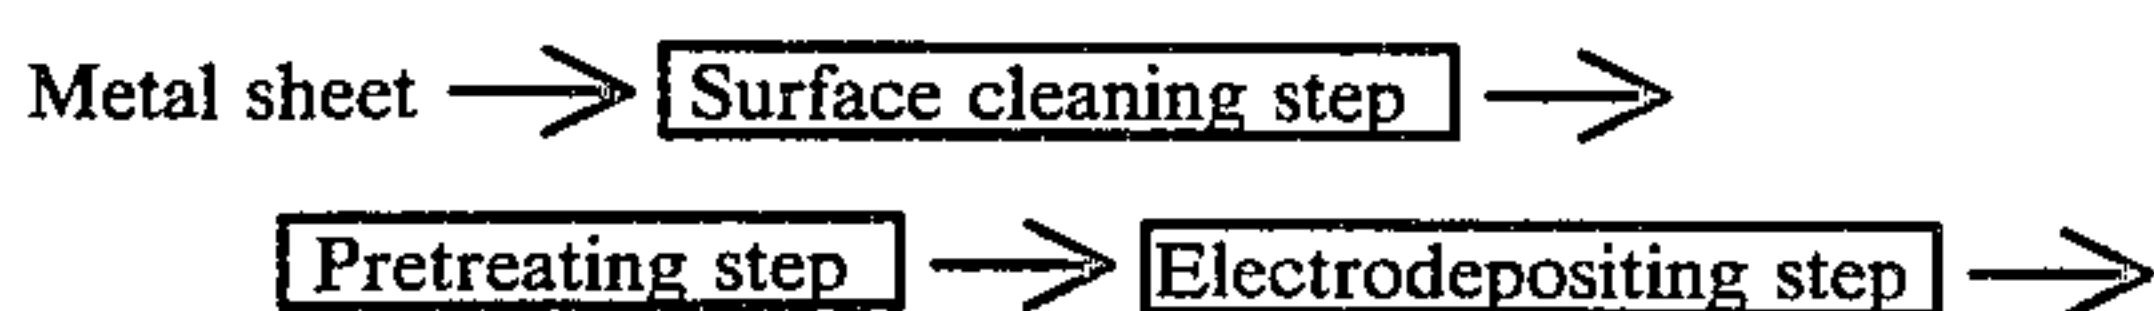 Metal sheet Surface cleaning step
Pretreating step Electrodepositing step